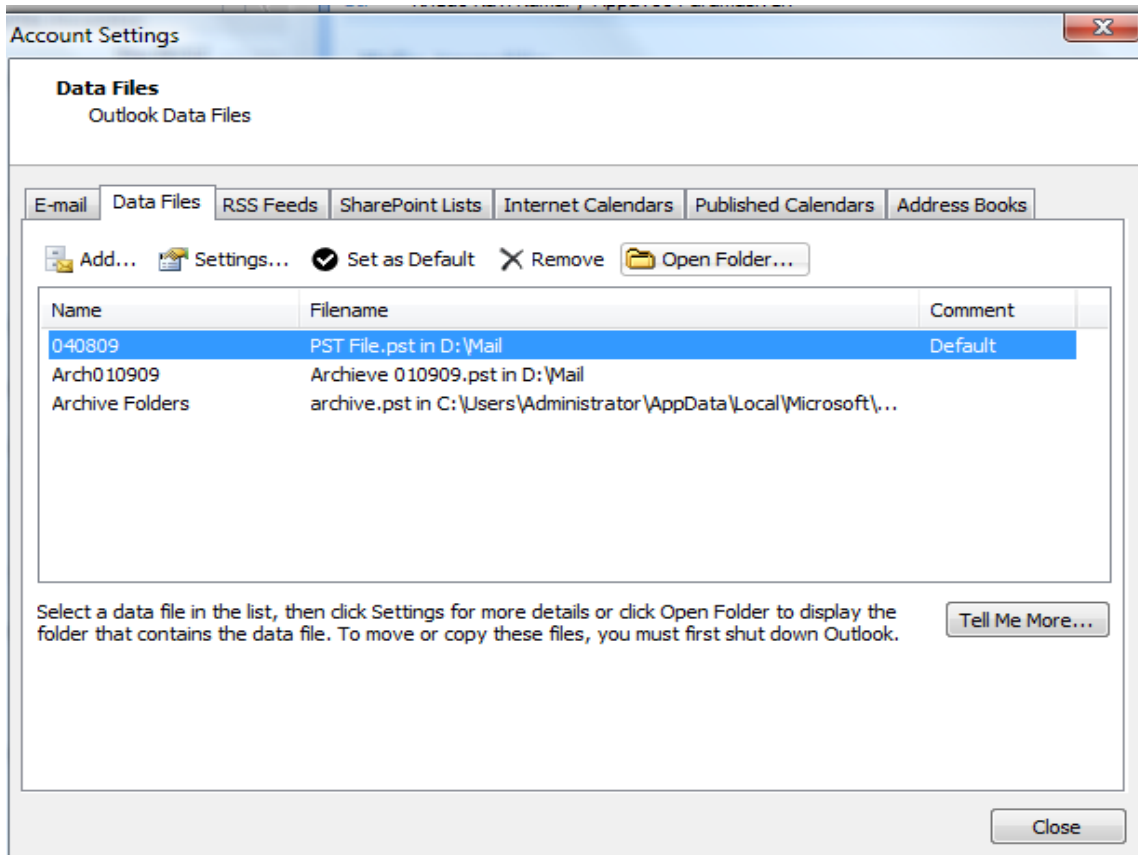 Account Settings
Data Files
Outlook Data Files
E-mail Data Files RSS Feeds SharePoint Lists Internet Calendars Published Calendars Address Books
Add... Settings... Set as Default Remove Open Folder...
Name Filename Comment
040809 PST File.pst in D:\Mail Default
Arch010909 Archieve 010909.pst in D:\Mail
Archive Folders archive.pst in C:\Users\Administrator\AppData\Local\Microsoft\...
Select a data file in the list, then click Settings for more details or click Open Folder to display the
folder that contains the data file. To move or copy these files, you must first shut down Outlook.
Tell Me More...
Close